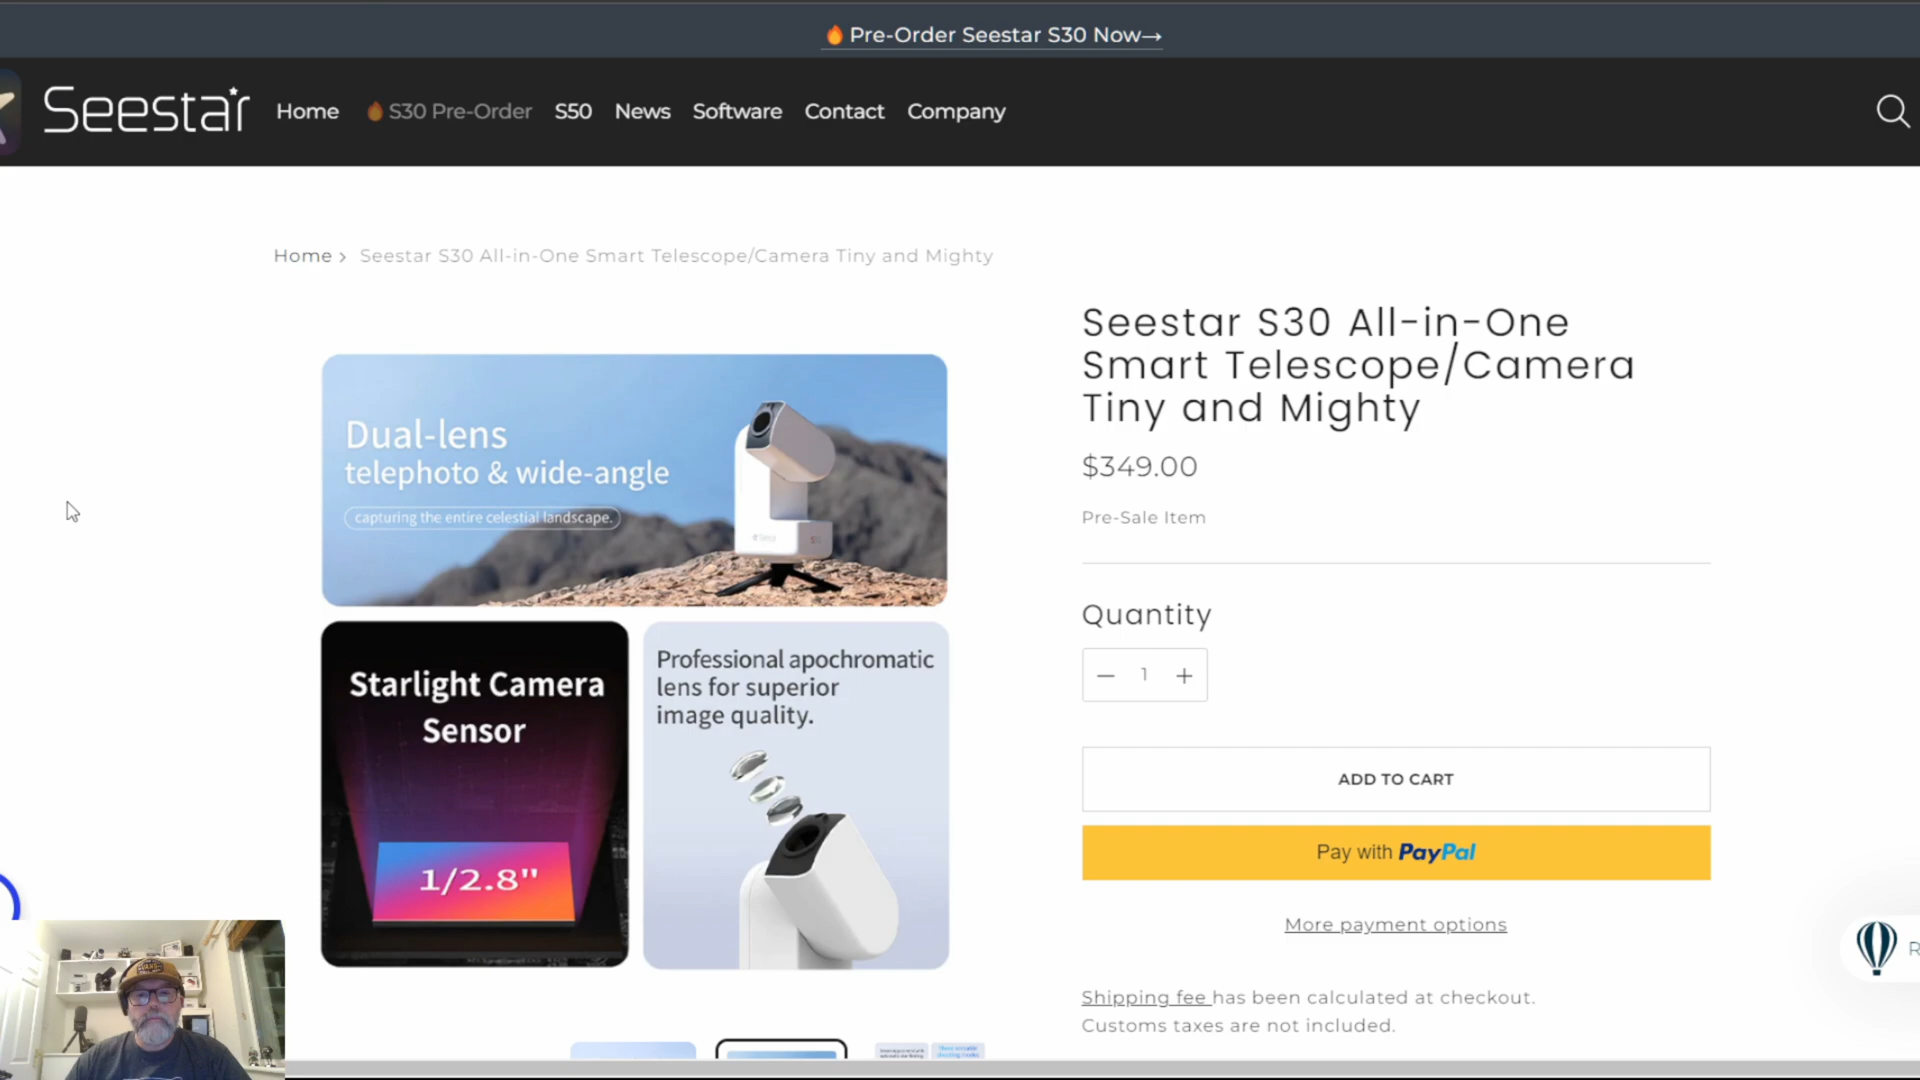 Pre-Order Seestar S30 Now→
Seestar
Home
S30 Pre-Order
S50
News
Software
Contact
Company
Home › Seestar S30 All-in-One Smart Telescope/Camera Tiny and Mighty
Dual-lens
telephoto & wide-angle
capturing the entire celestial landscape.
Starlight Camera
Sensor
1/2.8"
Professional apochromatic
lens for superior
image quality.
Seestar S30 All-in-One
Smart Telescope/Camera
Tiny and Mighty
$349.00
Pre-Sale Item
Quantity
— 1 +
ADD TO CART
Pay with PayPal
More payment options
Shipping fee has been calculated at checkout.
Customs taxes are not included.
R